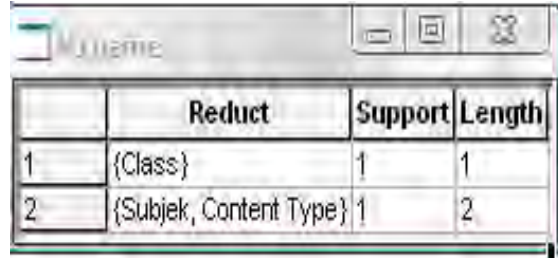 Reduct Support Length
1 {Class} 1 1
2 {Subjek, Content Type} 1 2